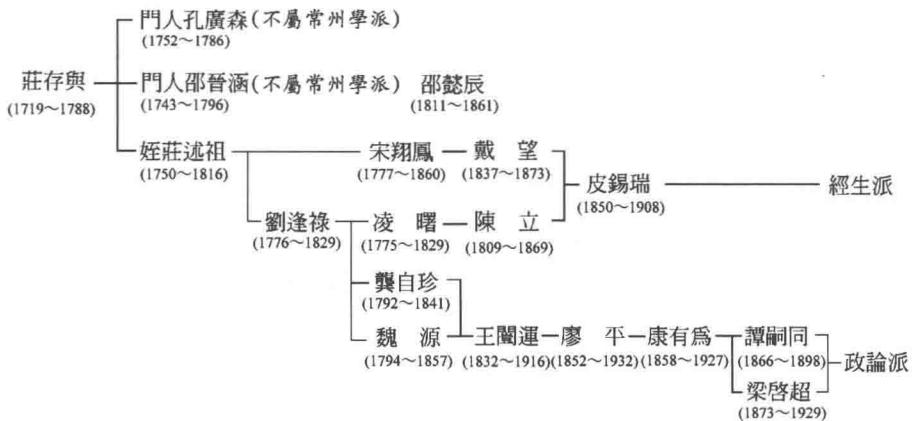 門人孔廣森(不屬常州學派)
(1752~1786)
莊存與
(1719~1788)
門人邵晉涵(不屬常州學派)
(1743~1796)
邵懿辰
(1811~1861)
姪莊述祖
(1750~1816)
宋翔鳳
(1777~1860)
戴　望
(1837~1873)
皮錫瑞
(1850~1908)
經生派
劉逢祿
(1776~1829)
凌　曙
(1775~1829)
陳　立
(1809~1869)
龔自珍
(1792~1841)
魏　源
(1794~1857)
王闓運
(1832~1916)
廖　平
(1852~1932)
康有爲
(1858~1927)
譚嗣同
(1866~1898)
政論派
梁啓超
(1873~1929)